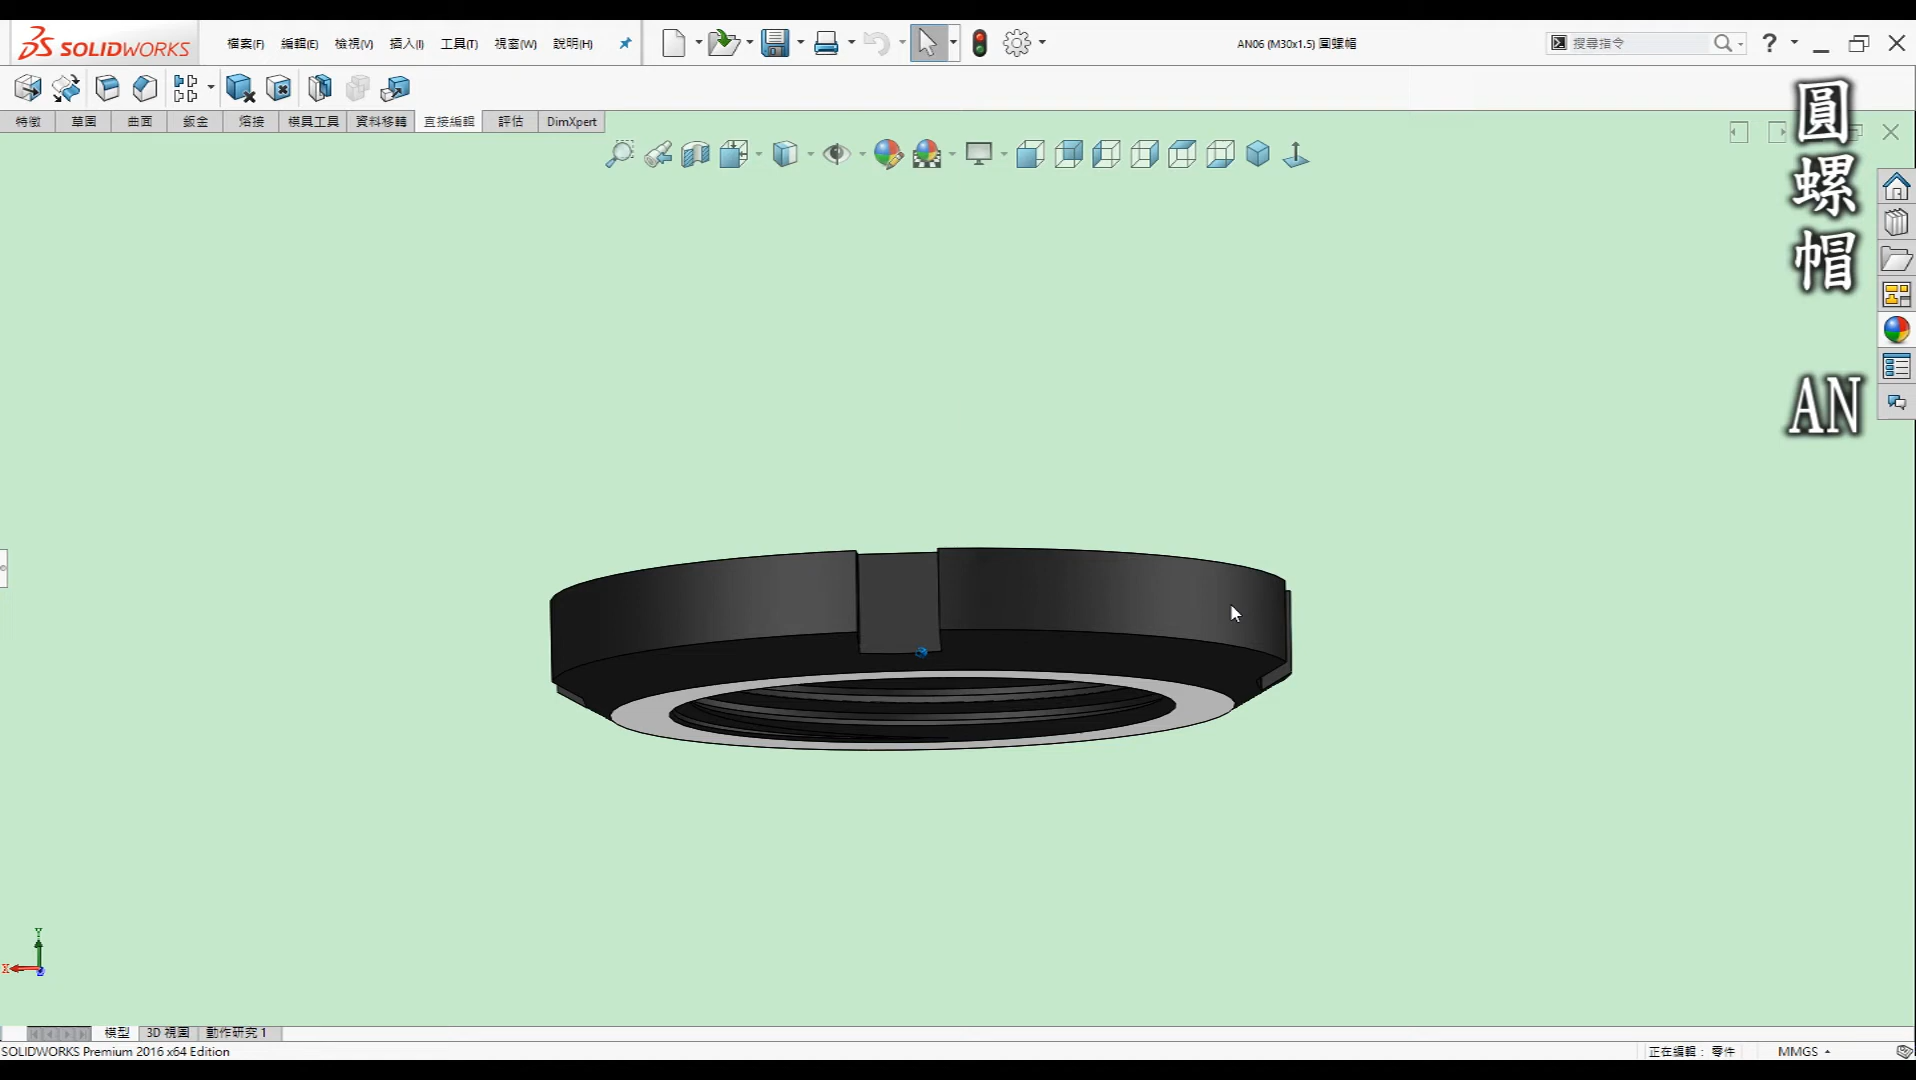 SOLIDWORKS
檔案(F) 編輯(E) 檢視(V) 插入(I) 工具(T) 視窗(W) 說明(H)
AN06 (M30x1.5) 圓螺帽
搜尋指令
?
特徵 草圖 曲面 鈑金 熔接 模具工具 資料移轉 直接編輯 評估 DimXpert
圓
螺
帽
AN
Y
X
模型 3D 視圖 動作研究 1
SOLIDWORKS Premium 2016 x64 Edition
正在編輯： 零件
MMGS